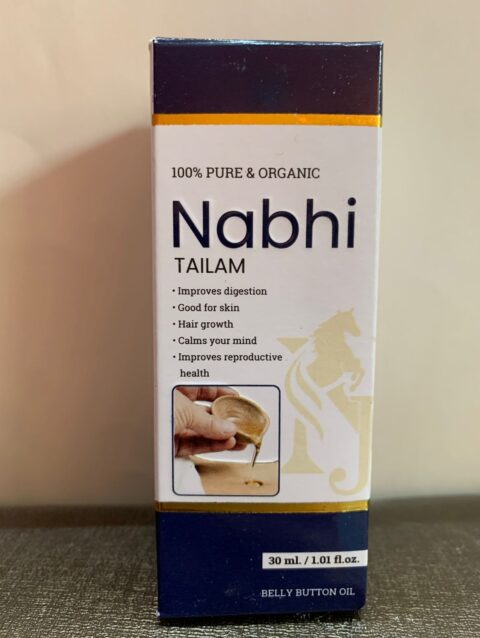 100% PURE & ORGANIC
Nabhi
TAILAM
• Improves digestion
• Good for skin
• Hair growth
• Calms your mind
• Improves reproductive
health
NJ
30 ml. / 1.01 fl.oz.
BELLY BUTTON OIL